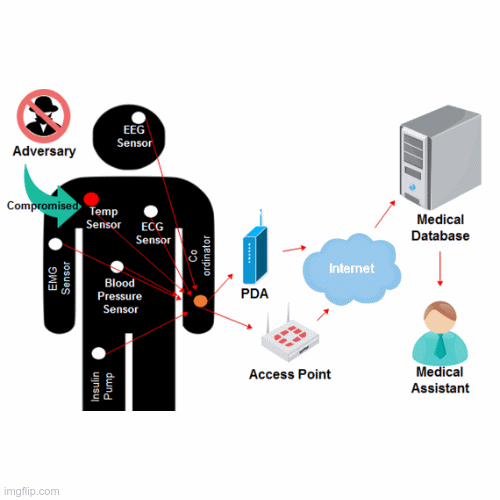 EEG
Sensor
Adversary
Compromised
Temp
Sensor
ECG
Sensor
Co
ordinator
EMG
Sensor
Blood
Pressure
Sensor
Insulin
Pump
PDA
Access Point
Internet
Medical
Database
Medical
Assistant
imgflip.com